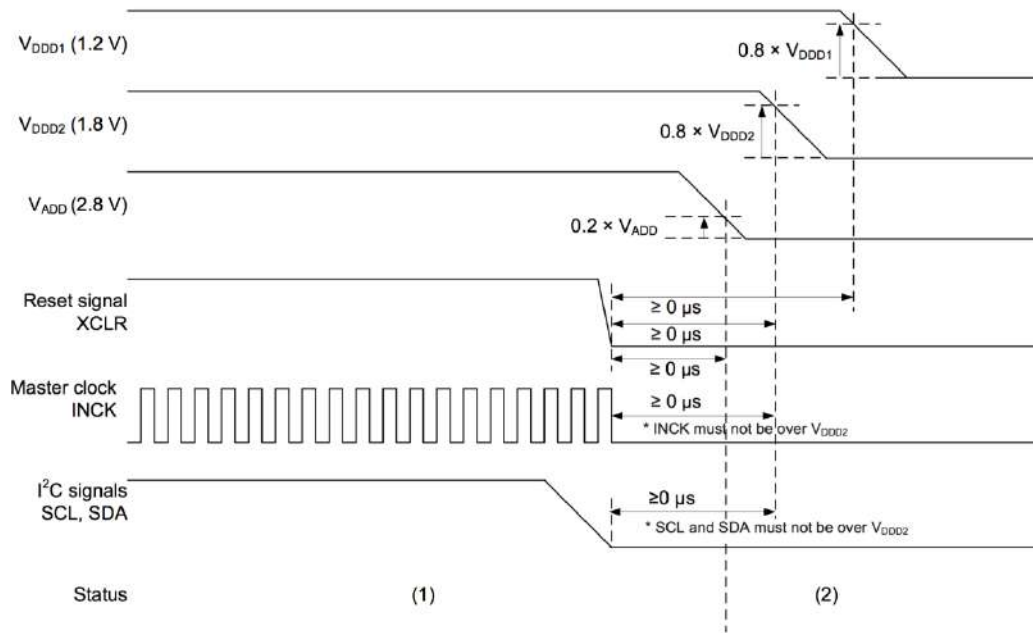 V_DDD1 (1.2 V)
0.8 × V_DDD1
V_DDD2 (1.8 V)
0.8 × V_DDD2
V_ADD (2.8 V)
0.2 × V_ADD
Reset signal
XCLR
≥ 0 µs
≥ 0 µs
≥ 0 µs
Master clock
INCK
≥ 0 µs
* INCK must not be over V_DDD2
I²C signals
SCL, SDA
≥0 µs
* SCL and SDA must not be over V_DDD2
Status (1) (2)